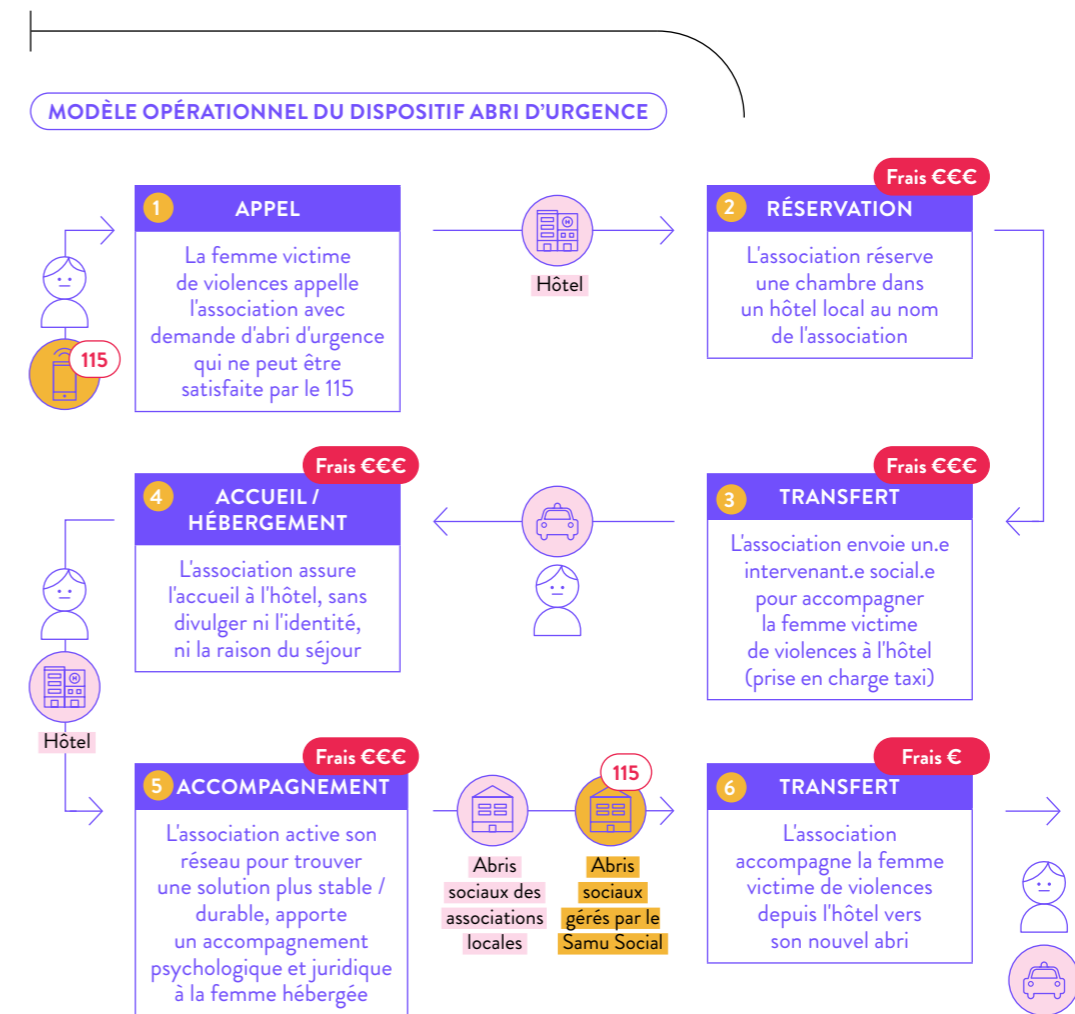 MODÈLE OPÉRATIONNEL DU DISPOSITIF ABRI D'URGENCE
1
APPEL
La femme victime
de violences appelle
l'association avec
demande d'abri d'urgence
qui ne peut être
satisfaite par le 115
115
Hôtel
Frais €€€
2
RÉSERVATION
L'association réserve
une chambre dans
un hôtel local au nom
de l'association
Frais €€€
3
TRANSFERT
L'association envoie un.e
intervenant.e social.e
pour accompagner
la femme victime
de violences à l'hôtel
(prise en charge taxi)
Frais €€€
4
ACCUEIL /
HÉBERGEMENT
L'association assure
l'accueil à l'hôtel, sans
divulger ni l'identité,
ni la raison du séjour
Hôtel
Frais €€€
5
ACCOMPAGNEMENT
L'association active son
réseau pour trouver
une solution plus stable /
durable, apporte
un accompagnement
psychologique et juridique
à la femme hébergée
Abris
sociaux des
associations
locales
115
Abris
sociaux
gérés par le
Samu Social
Frais €
6
TRANSFERT
L'association
accompagne la femme
victime de violences
depuis l'hôtel vers
son nouvel abri